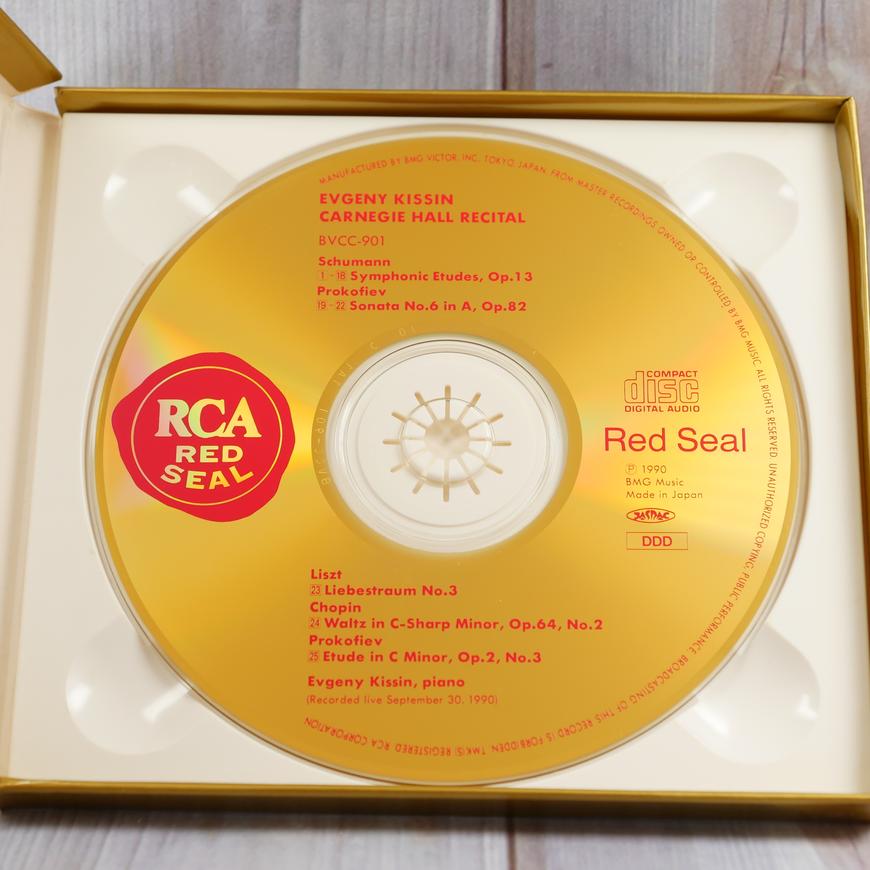 MANUFACTURED BY BMG VICTOR, INC. TOKYO, JAPAN. FROM MASTER RECORDINGS OWNED OR CONTROLLED BY BMG MUSIC. ALL RIGHTS RESERVED. UNAUTHORIZED COPYING, PUBLIC PERFORMANCE, BROADCASTING OF THIS RECORD IS FORBIDDEN. TMK(S) REGISTERED RCA CORPORATION
EVGENY KISSIN
CARNEGIE HALL RECITAL
BVCC-901
Schumann
1 - 18 Symphonic Etudes, Op.13
Prokofiev
19 - 22 Sonata No.6 in A, Op.82
RCA
RED
SEAL
COMPACT
disc
DIGITAL AUDIO
Red Seal
Ⓟ 1990
BMG Music
Made in Japan
JASRAC
DDD
Liszt
23 Liebestraum No.3
Chopin
24 Waltz in C-Sharp Minor, Op.64, No.2
Prokofiev
25 Etude in C Minor, Op.2, No.3
Evgeny Kissin, piano
(Recorded live September 30, 1990)